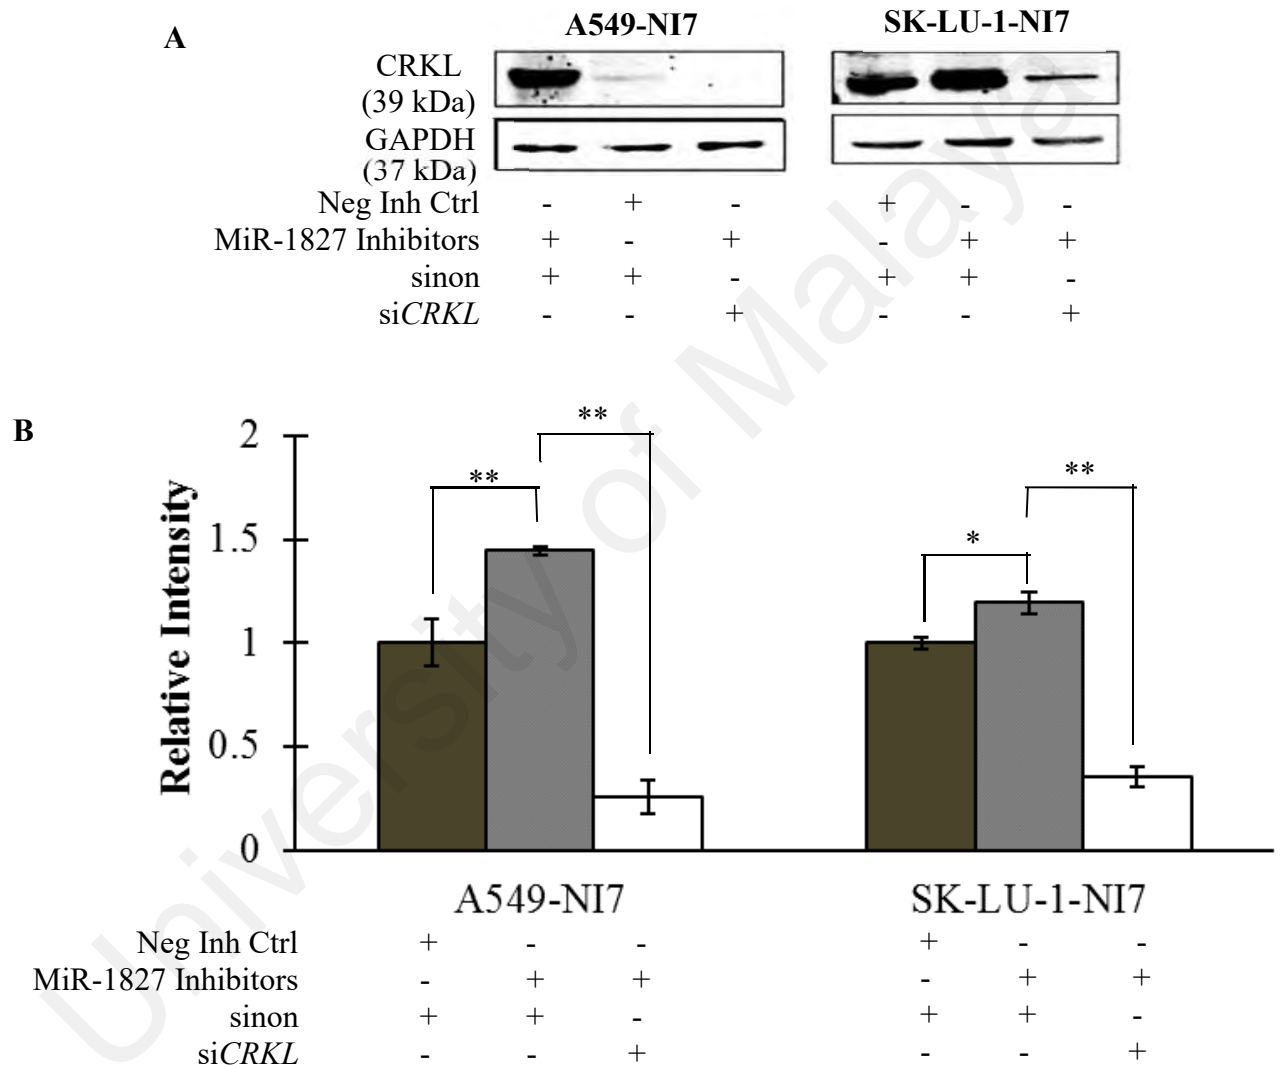 A
A549-NI7
SK-LU-1-NI7
CRKL
(39 kDa)
GAPDH
(37 kDa)
Neg Inh Ctrl - + - + - -
MiR-1827 Inhibitors + - + - + +
sinon + + - + + -
siCRKL - - + - - +
B
Relative Intensity
2
1.5
1
0.5
0
**
**
*
**
A549-NI7
SK-LU-1-NI7
Neg Inh Ctrl + - - + - -
MiR-1827 Inhibitors - + + - + +
sinon + + - + + -
siCRKL - - + - - +
University of Malaya